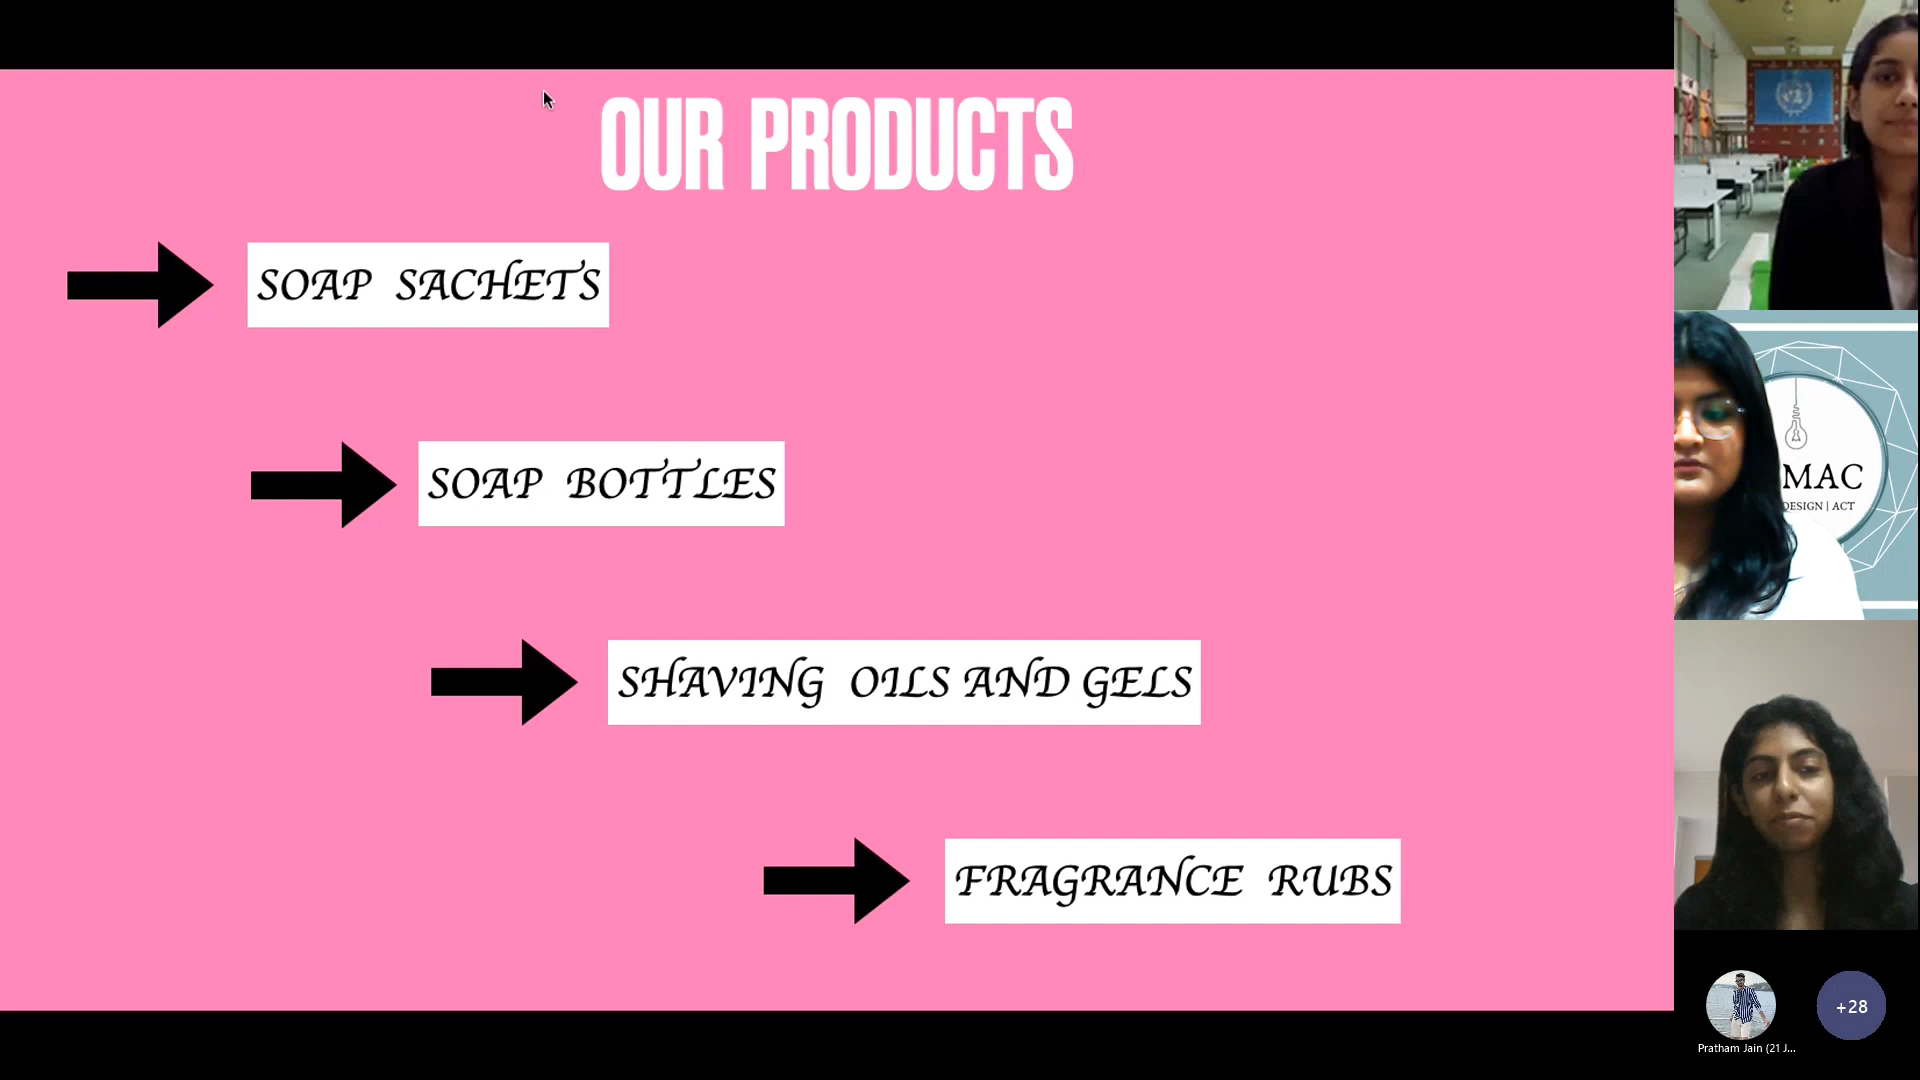 OUR PRODUCTS
SOAP SACHETS
SOAP BOTTLES
SHAVING OILS AND GELS
FRAGRANCE RUBS
MAC
DESIGN | ACT
Pratham Jain (21 J...
+28